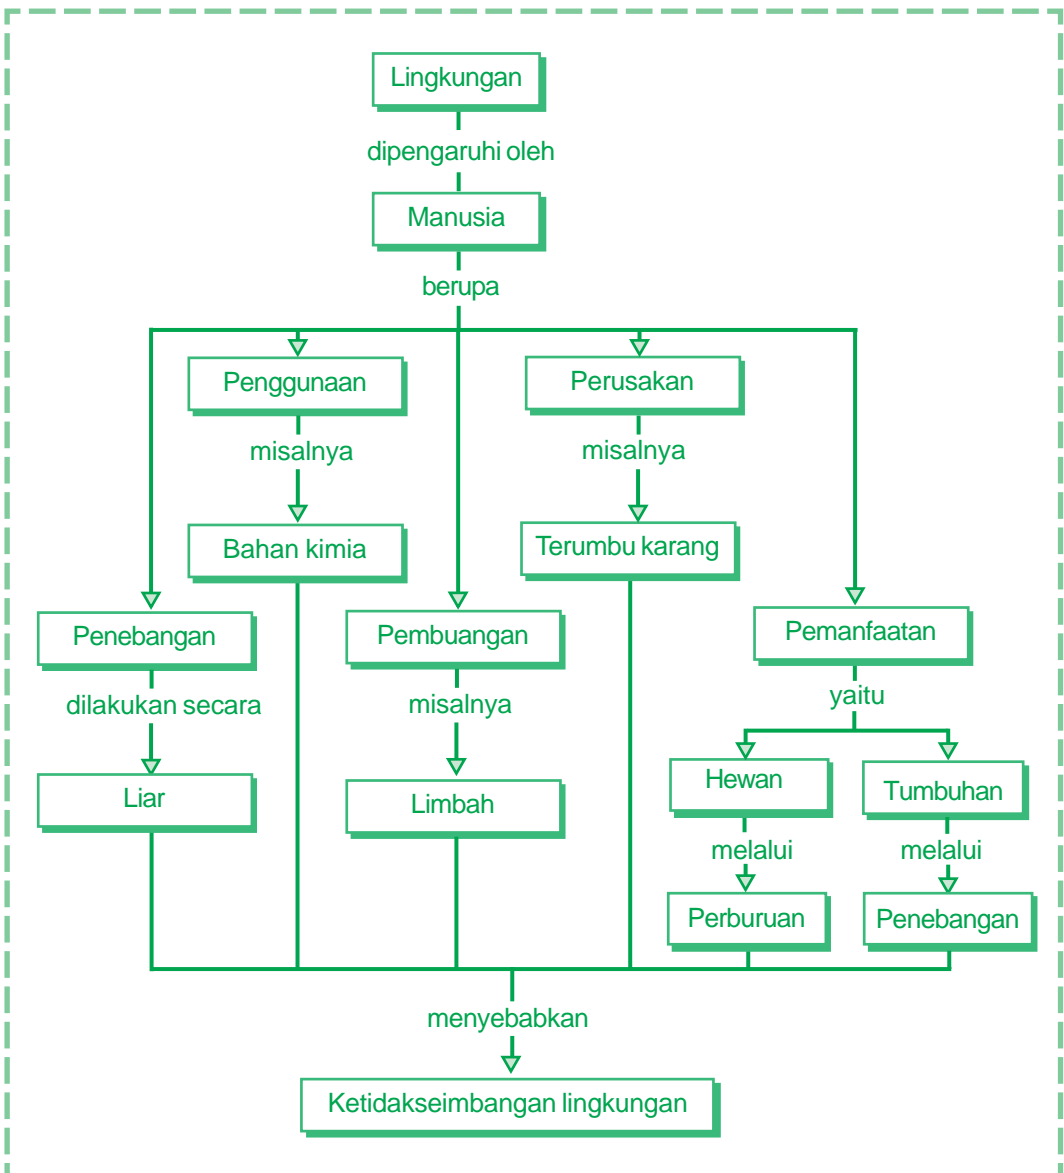 Lingkungan
dipengaruhi oleh
Manusia
berupa
Penggunaan
Perusakan
misalnya
misalnya
Bahan kimia
Terumbu karang
Penebangan
Pembuangan
Pemanfaatan
dilakukan secara
misalnya
yaitu
Liar
Limbah
Hewan
Tumbuhan
melalui
melalui
Perburuan
Penebangan
menyebabkan
Ketidakseimbangan lingkungan